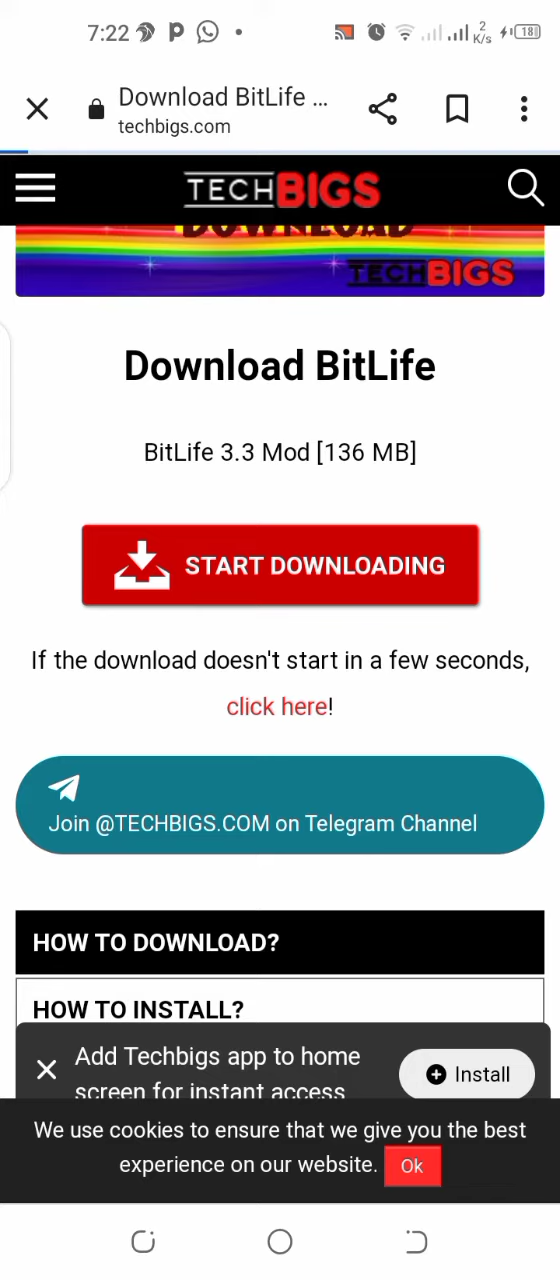 7:22
2
K/s
18
Download BitLife ...
techbigs.com
TECHBIGS
DOWNLOAD
TECHBIGS
Download BitLife
BitLife 3.3 Mod [136 MB]
START DOWNLOADING
If the download doesn't start in a few seconds,
click here!
Join @TECHBIGS.COM on Telegram Channel
HOW TO DOWNLOAD?
HOW TO INSTALL?
Add Techbigs app to home
screen for instant access
Install
We use cookies to ensure that we give you the best
experience on our website. Ok